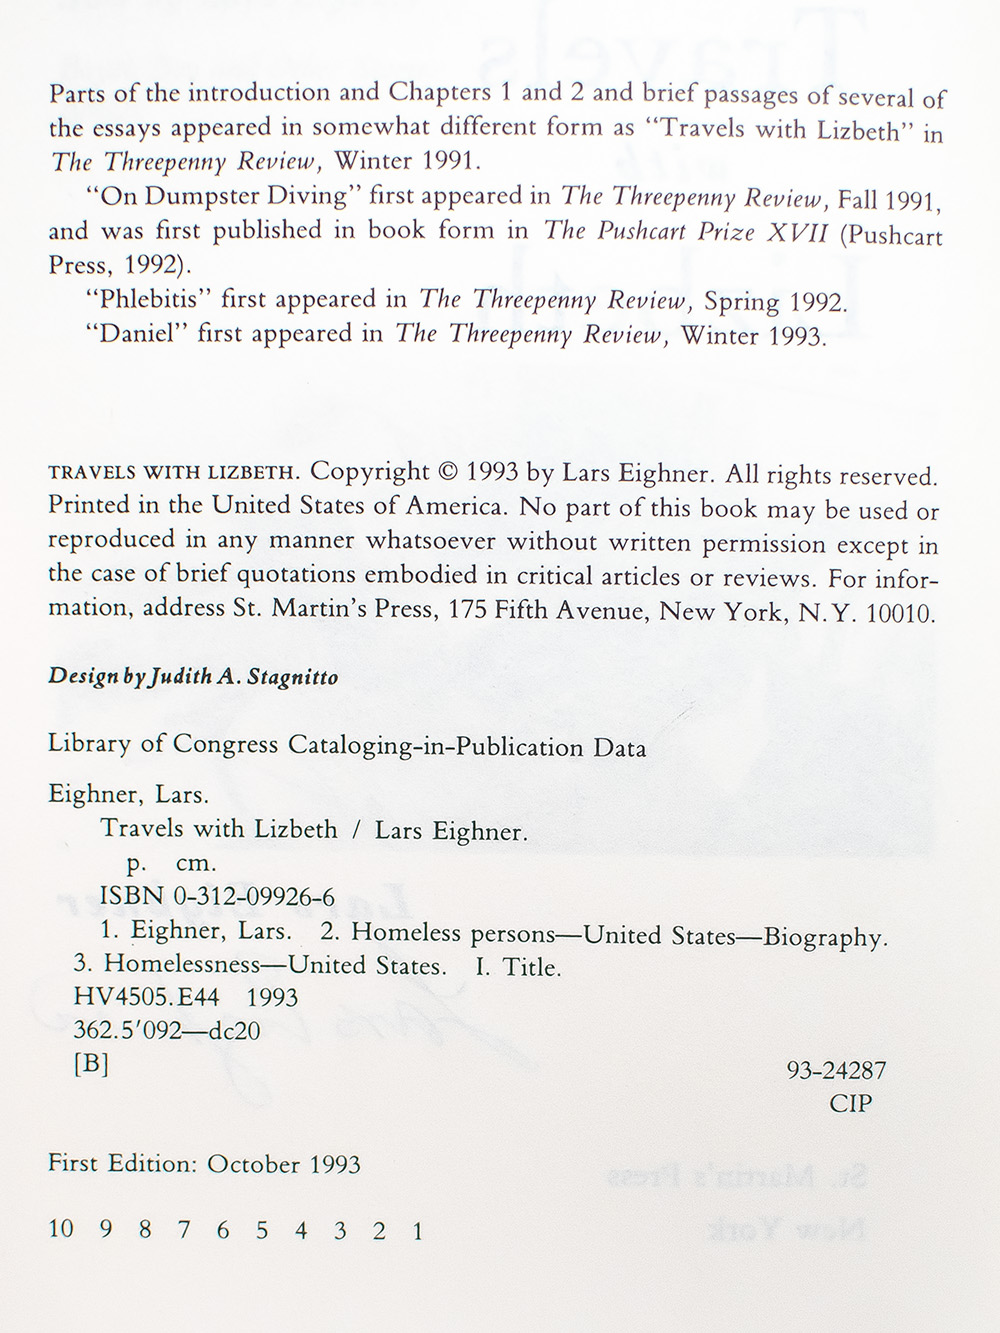 Parts of the introduction and Chapters 1 and 2 and brief passages of several of
the essays appeared in somewhat different form as “Travels with Lizbeth” in
The Threepenny Review, Winter 1991.
“On Dumpster Diving” first appeared in The Threepenny Review, Fall 1991,
and was first published in book form in The Pushcart Prize XVII (Pushcart
Press, 1992).
“Phlebitis” first appeared in The Threepenny Review, Spring 1992.
“Daniel” first appeared in The Threepenny Review, Winter 1993.
TRAVELS WITH LIZBETH. Copyright © 1993 by Lars Eighner. All rights reserved.
Printed in the United States of America. No part of this book may be used or
reproduced in any manner whatsoever without written permission except in
the case of brief quotations embodied in critical articles or reviews. For infor-
mation, address St. Martin’s Press, 175 Fifth Avenue, New York, N.Y. 10010.
Design by Judith A. Stagnitto
Library of Congress Cataloging-in-Publication Data
Eighner, Lars.
Travels with Lizbeth / Lars Eighner.
p. cm.
ISBN 0-312-09926-6
1. Eighner, Lars. 2. Homeless persons—United States—Biography.
3. Homelessness—United States. I. Title.
HV4505.E44 1993
362.5′092—dc20
[B]
93-24287
CIP
First Edition: October 1993
10 9 8 7 6 5 4 3 2 1
Travels
with
Lizbeth
Lars Eighner
St. Martin's Press
New York